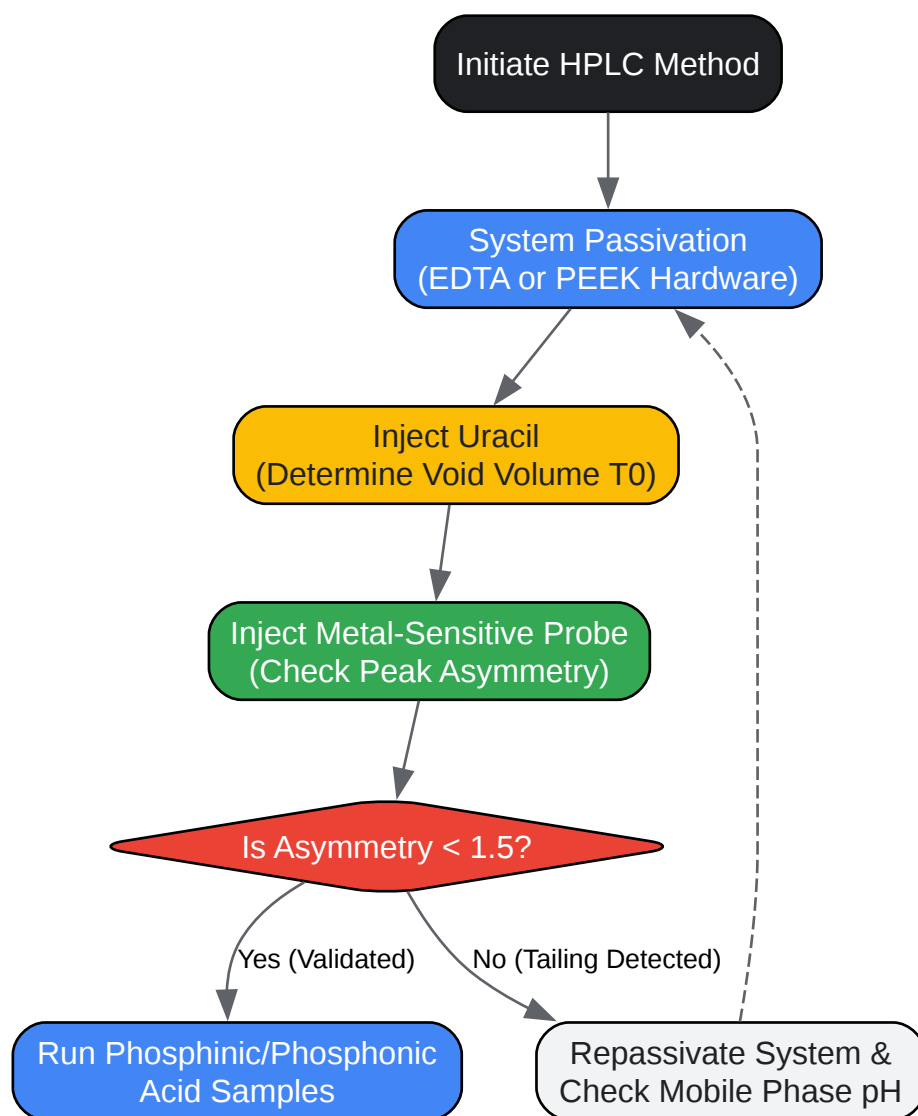 Initiate HPLC Method
System Passivation
(EDTA or PEEK Hardware)
Inject Uracil
(Determine Void Volume T0)
Inject Metal-Sensitive Probe
(Check Peak Asymmetry)
Is Asymmetry < 1.5?
Yes (Validated)
No (Tailing Detected)
Run Phosphinic/Phosphonic
Acid Samples
Repassivate System &
Check Mobile Phase pH